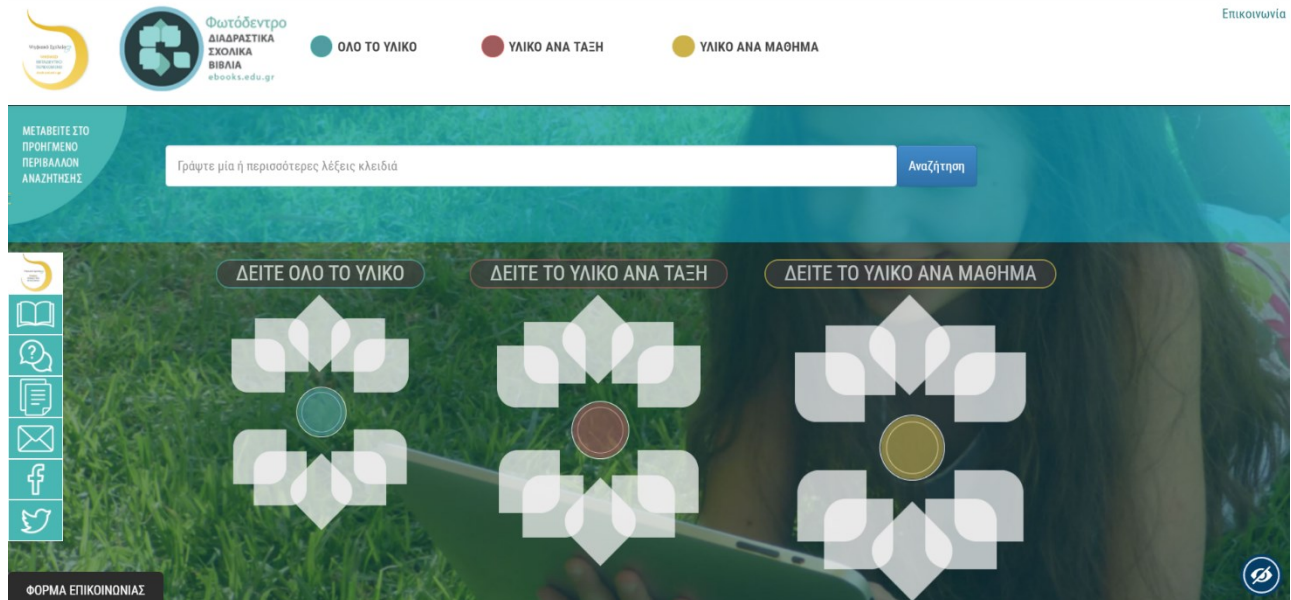 Επικοινωνία
Φωτόδεντρο
ΔΙΑΔΡΑΣΤΙΚΑ
ΣΧΟΛΙΚΑ
ΒΙΒΛΙΑ
ebooks.edu.gr
ΟΛΟ ΤΟ ΥΛΙΚΟ
ΥΛΙΚΟ ΑΝΑ ΤΑΞΗ
ΥΛΙΚΟ ΑΝΑ ΜΑΘΗΜΑ
ΜΕΤΑΒΕΙΤΕ ΣΤΟ
ΠΡΟΗΓΜΕΝΟ
ΠΕΡΙΒΑΛΛΟΝ
ΑΝΑΖΗΤΗΣΗΣ
Γράψτε μία ή περισσότερες λέξεις κλειδιά
Αναζήτηση
ΔΕΙΤΕ ΟΛΟ ΤΟ ΥΛΙΚΟ
ΔΕΙΤΕ ΤΟ ΥΛΙΚΟ ΑΝΑ ΤΑΞΗ
ΔΕΙΤΕ ΤΟ ΥΛΙΚΟ ΑΝΑ ΜΑΘΗΜΑ
ΦΟΡΜΑ ΕΠΙΚΟΙΝΩΝΙΑΣ